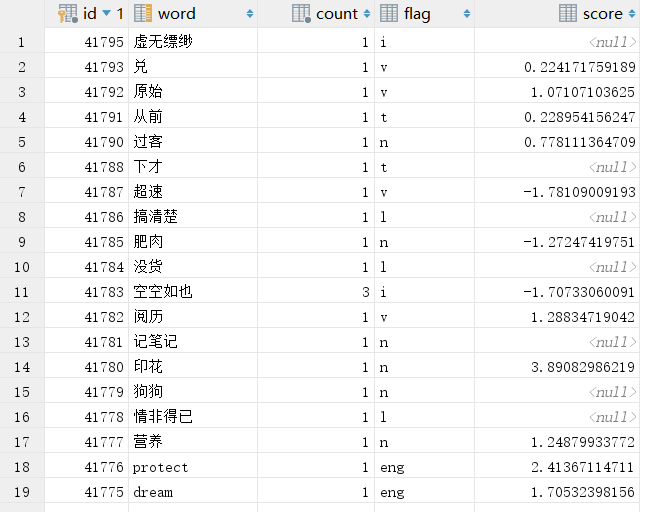 id 1 word count flag score
1 41795 虚无缥缈 1 i <null>
2 41793 兑 1 v 0.224171759189
3 41792 原始 1 v 1.07107103625
4 41791 从前 1 t 0.228954156247
5 41790 过客 1 n 0.778111364709
6 41788 下才 1 t <null>
7 41787 超速 1 v -1.78109009193
8 41786 搞清楚 1 l <null>
9 41785 肥肉 1 n -1.27247419751
10 41784 没货 1 l <null>
11 41783 空空如也 3 i -1.70733060091
12 41782 阅历 1 v 1.28834719042
13 41781 记笔记 1 n <null>
14 41780 印花 1 n 3.89082986219
15 41779 狗狗 1 n <null>
16 41778 情非得已 1 l <null>
17 41777 营养 1 n 1.24879933772
18 41776 protect 1 eng 2.41367114711
19 41775 dream 1 eng 1.70532398156